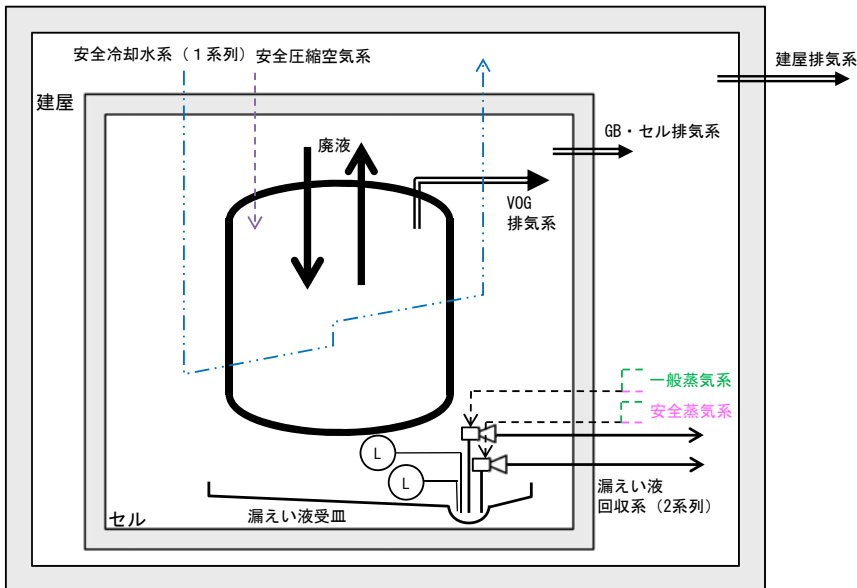 安全冷却水系（１系列）
安全圧縮空気系
建屋排気系
建屋
GB・セル排気系
廃液
VOG
排気系
一般蒸気系
安全蒸気系
L
L
漏えい液
回収系（2系列）
漏えい液受皿
セル